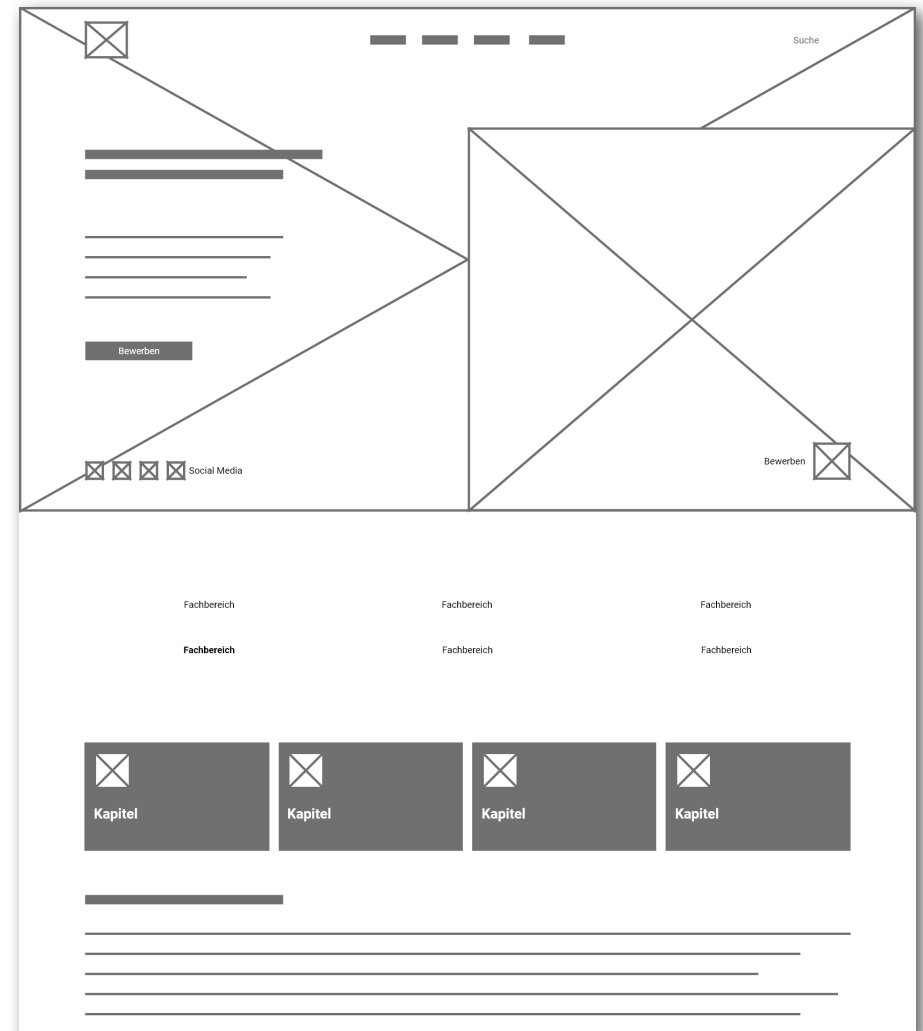 Suche
Bewerben
Social Media
Bewerben
Fachbereich Fachbereich Fachbereich
Fachbereich Fachbereich Fachbereich
Kapitel Kapitel Kapitel Kapitel